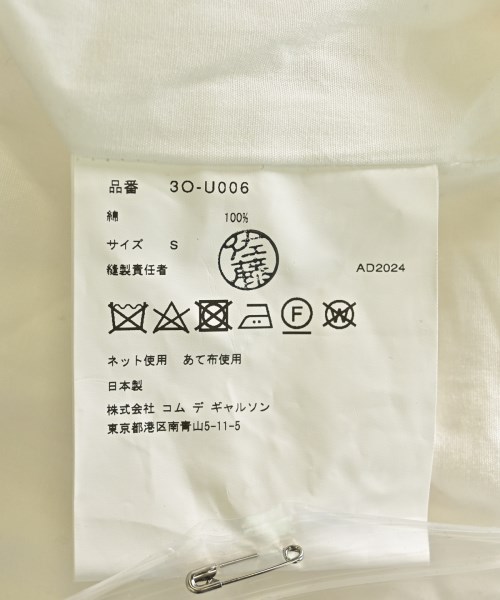 品番 3O-U006
綿 100%
サイズ S
縫製責任者 佐藤 AD2024
F W
ネット使用 あて布使用
日本製
株式会社 コム デ ギャルソン
東京都港区南青山5-11-5